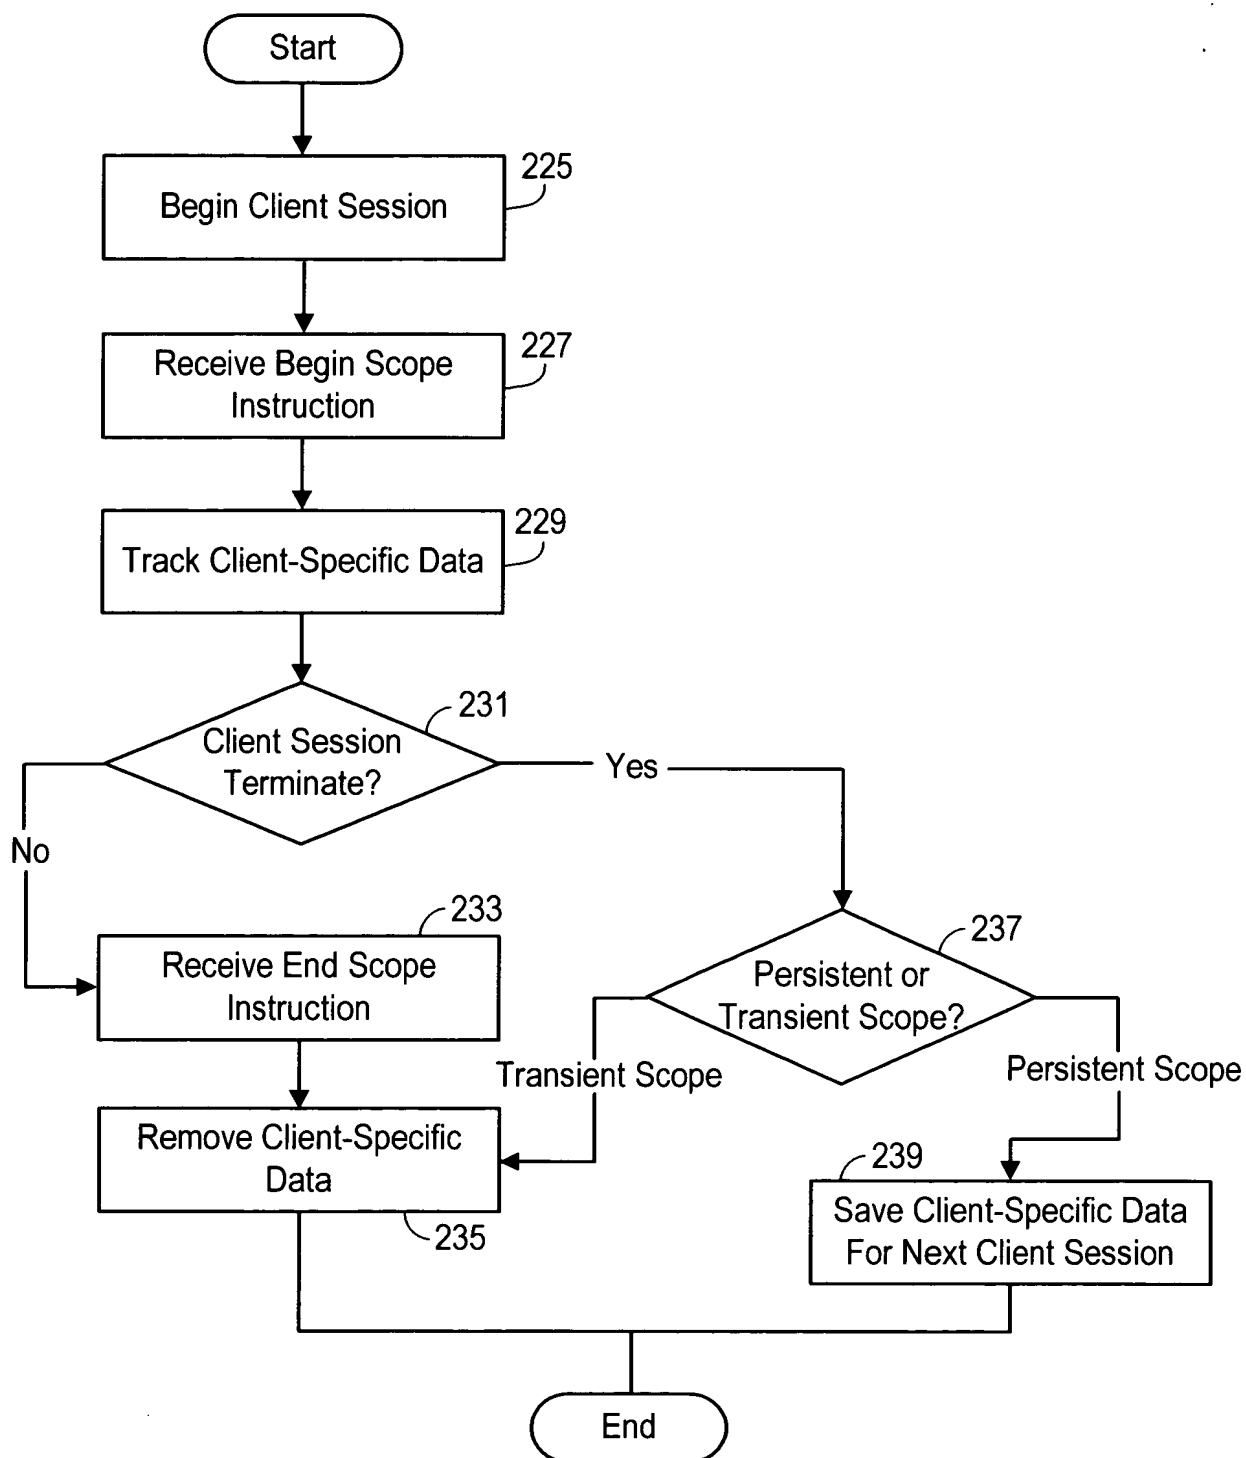 Start
Begin Client Session
225
Receive Begin Scope
Instruction
227
Track Client-Specific Data
229
Client Session
Terminate?
231
Yes
No
Receive End Scope
Instruction
233
Persistent or
Transient Scope?
237
Transient Scope
Persistent Scope
Remove Client-Specific
Data
235
239
Save Client-Specific Data
For Next Client Session
End